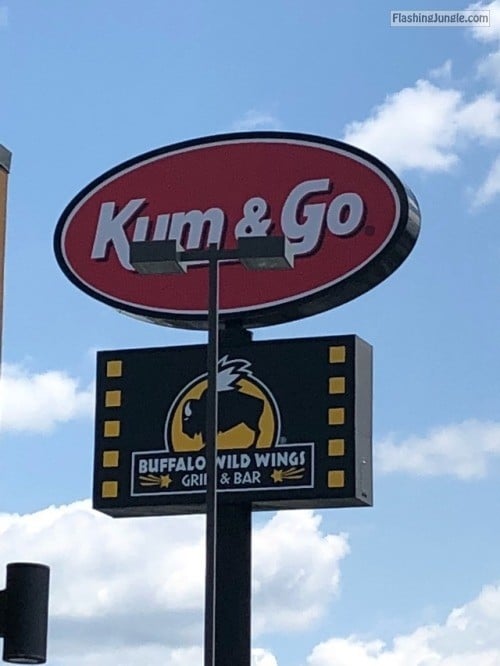 FlashingJungle.com
Kum & Go
BUFFALO WILD WINGS
GRILL & BAR